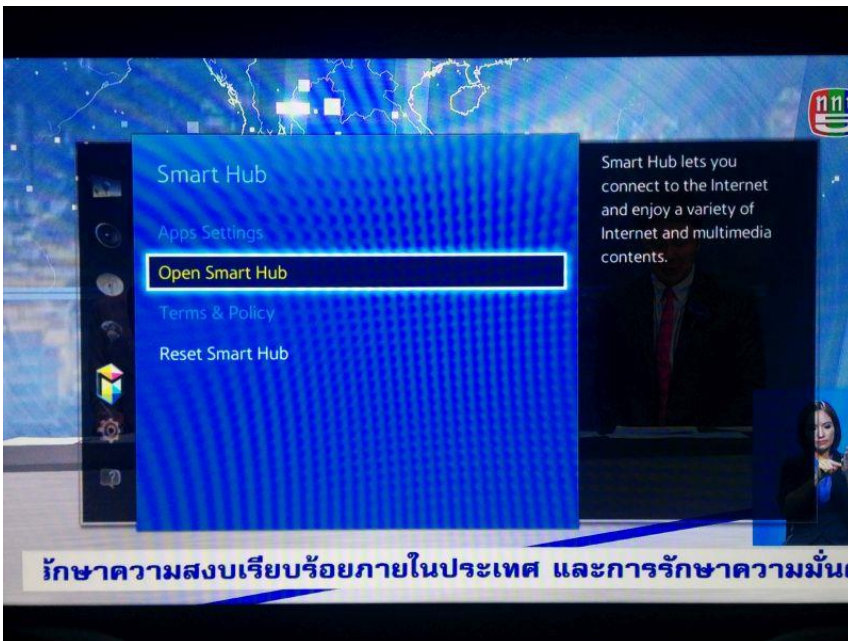 Smart Hub
Apps Settings
Open Smart Hub
Terms & Policy
Reset Smart Hub
Smart Hub lets you
connect to the Internet
and enjoy a variety of
Internet and multimedia
contents.
?
ททบ
รักษาความสงบเรียบร้อยภายในประเทศ และการรักษาความมั่น